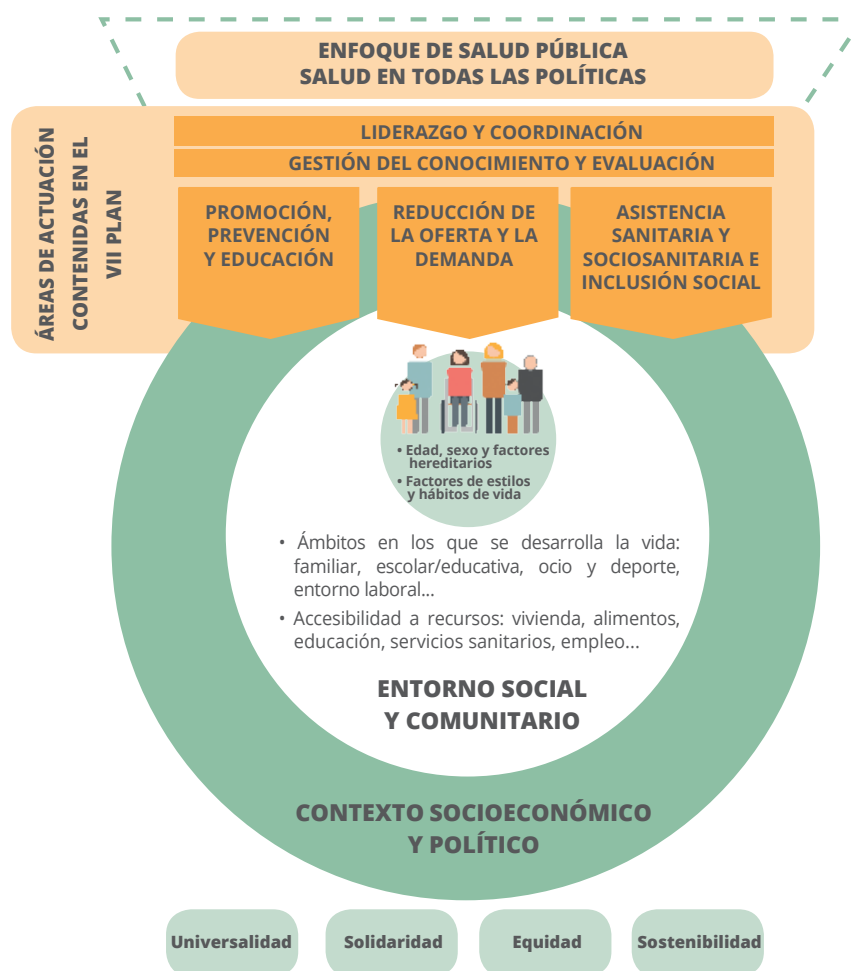 ENFOQUE DE SALUD PÚBLICA
SALUD EN TODAS LAS POLÍTICAS
ÁREAS DE ACTUACIÓN
CONTENIDAS EN EL
VII PLAN
LIDERAZGO Y COORDINACIÓN
GESTIÓN DEL CONOCIMIENTO Y EVALUACIÓN
PROMOCIÓN,
PREVENCIÓN
Y EDUCACIÓN
REDUCCIÓN DE
LA OFERTA Y LA
DEMANDA
ASISTENCIA
SANITARIA Y
SOCIOSANITARIA E
INCLUSIÓN SOCIAL
• Edad, sexo y factores
hereditarios
• Factores de estilos
y hábitos de vida
• Ámbitos en los que se desarrolla la vida:
familiar, escolar/educativa, ocio y deporte,
entorno laboral...
• Accesibilidad a recursos: vivienda, alimentos,
educación, servicios sanitarios, empleo...
ENTORNO SOCIAL
Y COMUNITARIO
CONTEXTO SOCIOECONÓMICO
Y POLÍTICO
Universalidad
Solidaridad
Equidad
Sostenibilidad